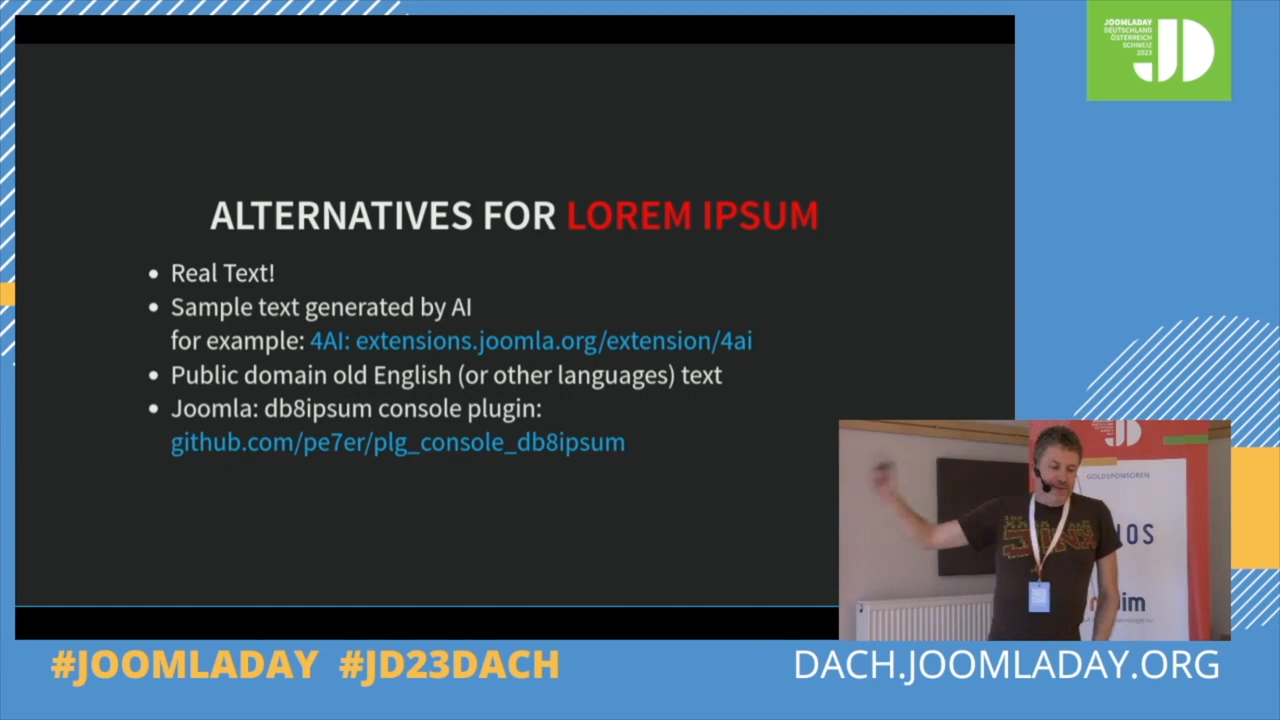 JOOMLADAY
DEUTSCHLAND
ÖSTERREICH
SCHWEIZ
2023
JD
ALTERNATIVES FOR LOREM IPSUM
• Real Text!
• Sample text generated by AI
for example: 4AI: extensions.joomla.org/extension/4ai
• Public domain old English (or other languages) text
• Joomla: db8ipsum console plugin:
github.com/pe7er/plg_console_db8ipsum
GOLDSPONSOREN
#JOOMLADAY #JD23DACH
DACH.JOOMLADAY.ORG